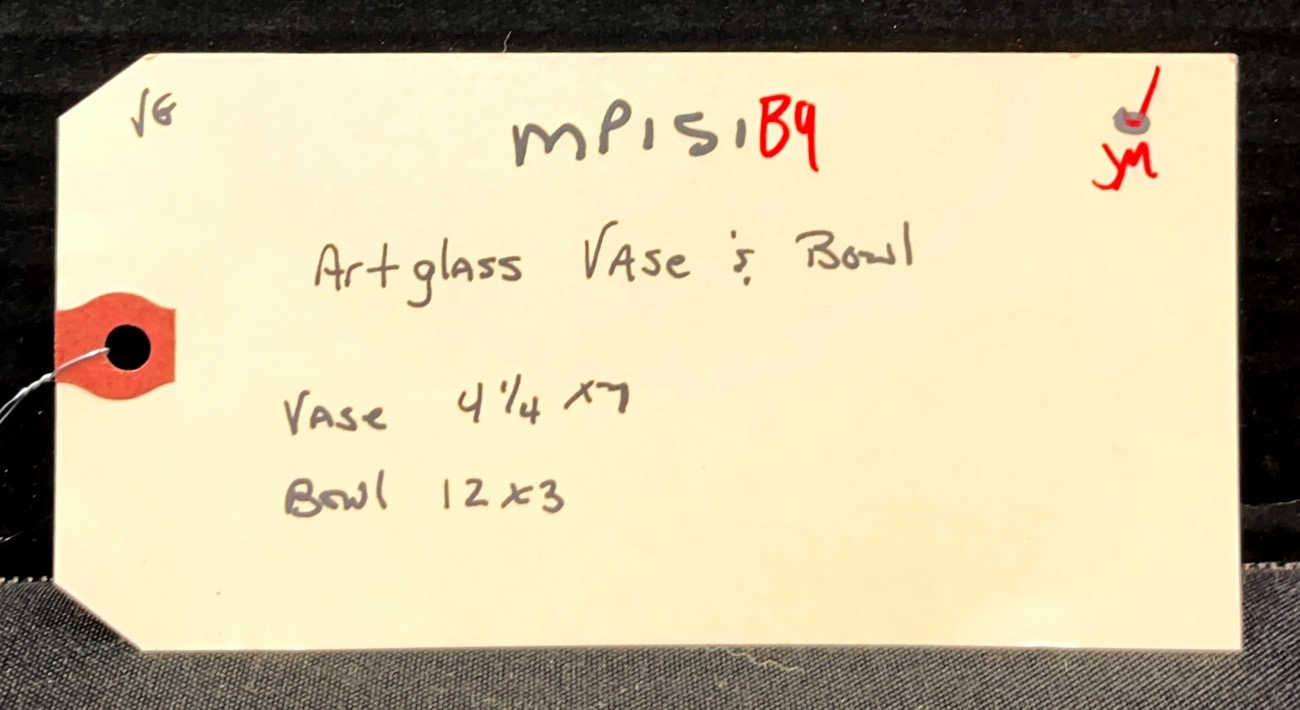 VG
MP151B9
JM
Artglass Vase & Bowl
Vase 4 1/4 x7
Bowl 12x3